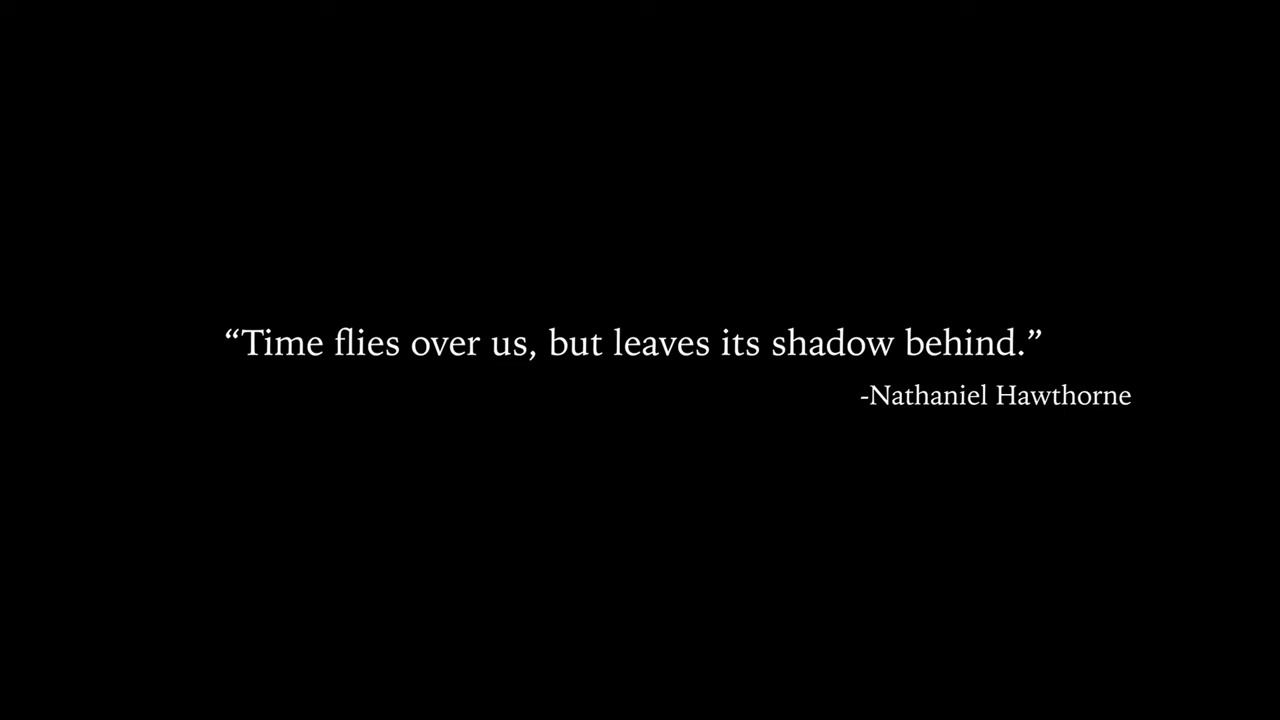 “Time flies over us, but leaves its shadow behind.”
-Nathaniel Hawthorne